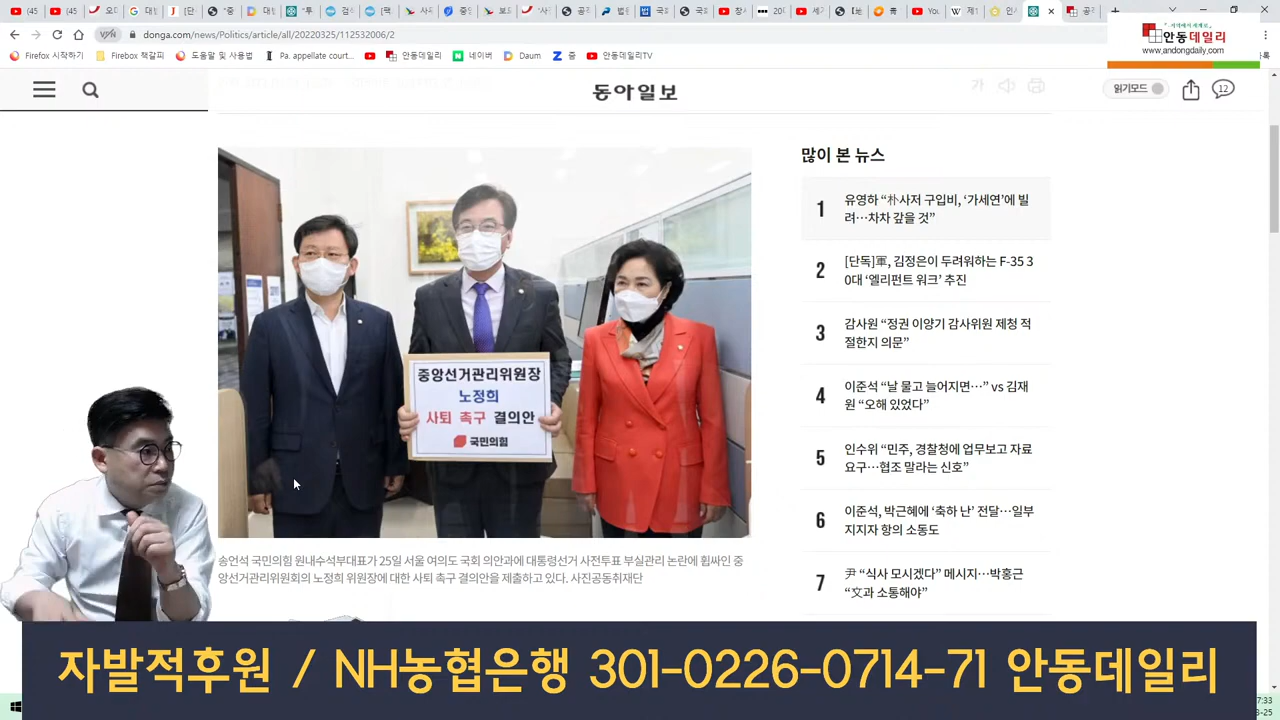 donga.com/news/Politics/article/all/20220325/112532006/2
Firefox 시작하기
Firefox 책갈피
도움말 및 사용법
Pa. appellate court...
안동데일리
네이버
Daum
줌
안동데일리TV
안동데일리
www.andongdaily.com
동아일보
가
읽기모드
12
많이 본 뉴스
1
유영하 “朴사저 구입비, ‘가세연’에 빌
려…차차 갚을 것”
2
[단독]軍, 김정은이 두려워하는 F-35 3
0대 ‘엘리펀트 워크’ 추진
3
감사원 “정권 이양기 감사위원 제청 적
절한지 의문”
4
이준석 “날 물고 늘어지면…” vs 김재
원 “오해 있었다”
5
인수위 “민주, 경찰청에 업무보고 자료
요구…협조 말라는 신호”
6
이준석, 박근혜에 ‘축하 난’ 전달…일부
지지자 항의 소동도
7
尹 “식사 모시겠다” 메시지…박홍근
“文과 소통해야”
중앙선거관리위원장
노정희
사퇴 촉구 결의안
국민의힘
송언석 국민의힘 원내수석부대표가 25일 서울 여의도 국회 의안과에 대통령선거 사전투표 부실관리 논란에 휩싸인 중
앙선거관리위원회의 노정희 위원장에 대한 사퇴 촉구 결의안을 제출하고 있다. 사진공동취재단
자발적후원 / NH농협은행 301-0226-0714-71 안동데일리